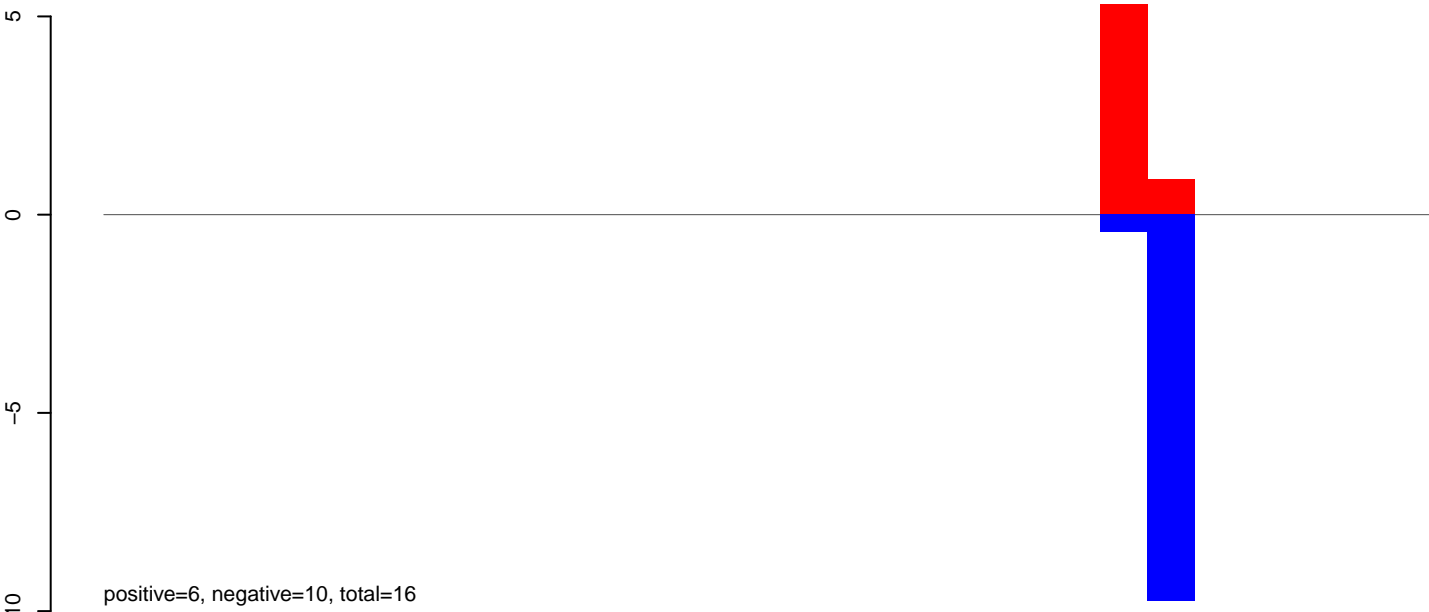 5
0
−5
10
positive=6, negative=10, total=16